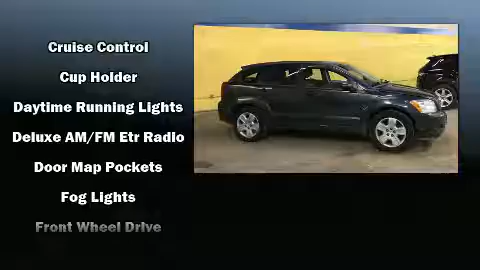 Cruise Control
Cup Holder
Daytime Running Lights
Deluxe AM/FM Etr Radio
Door Map Pockets
Fog Lights
Front Wheel Drive